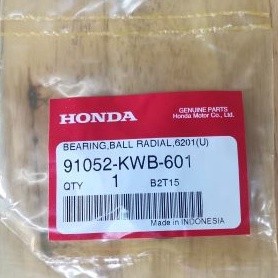 HONDA
GENUINE PARTS
Honda Motor Co., Ltd.
BEARING,BALL RADIAL,6201(U)
91052-KWB-601
QTY 1 B2T15
Made in INDONESIA